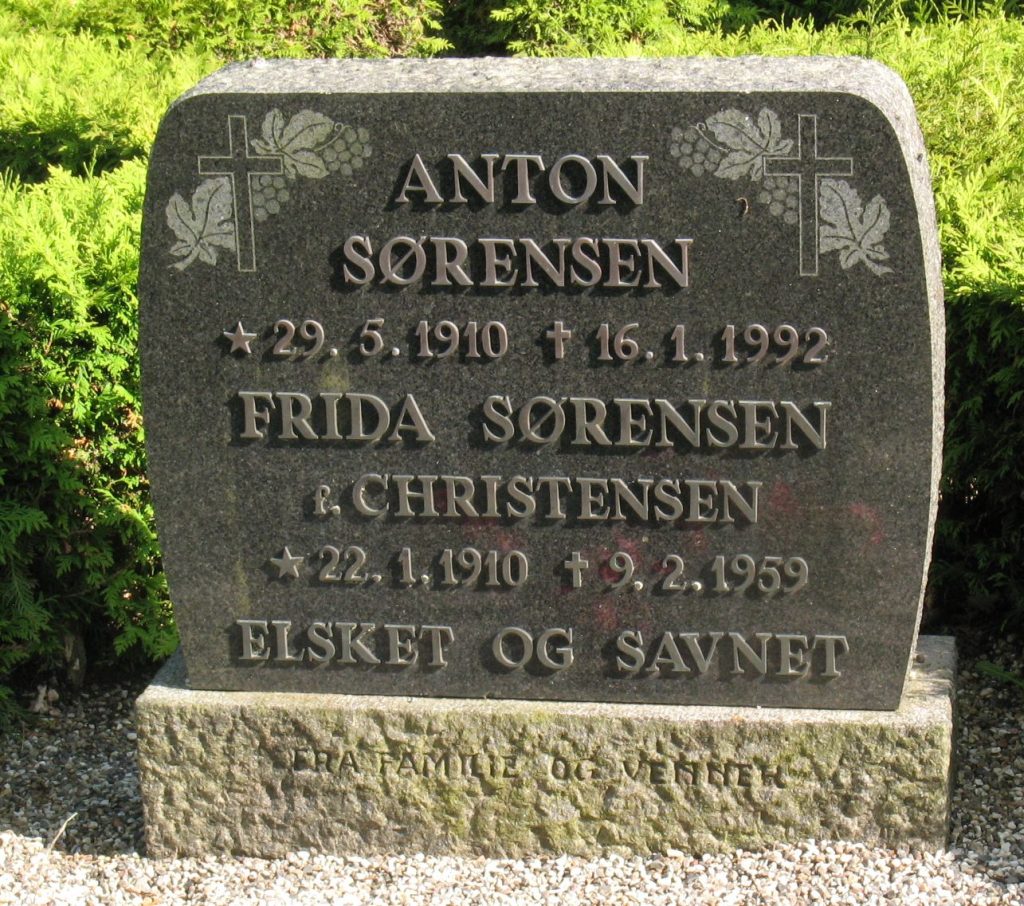 ANTON
SØRENSEN
★ 29. 5. 1910 † 16. 1. 1992
FRIDA SØRENSEN
f. CHRISTENSEN
★ 22. 1. 1910 † 9. 2. 1959
ELSKET OG SAVNET
FRA FAMILIE OG VENNER